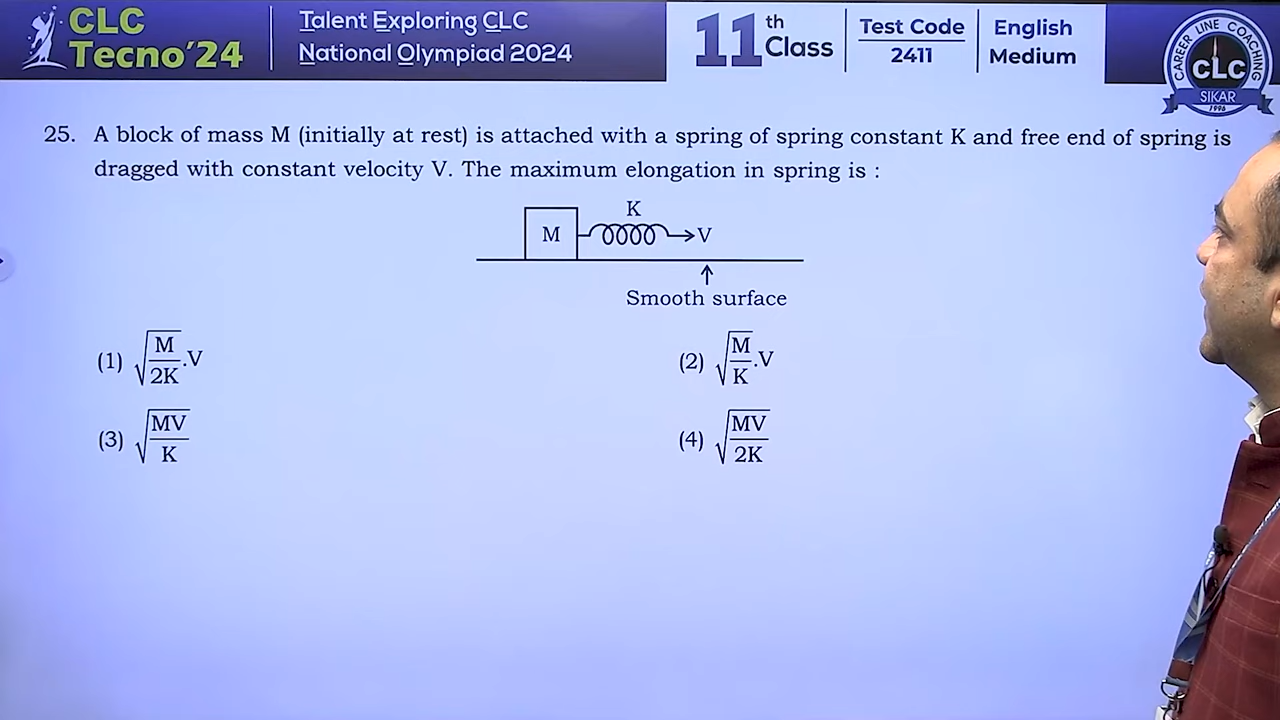 CLC
Tecno'24
Talent Exploring CLC
National Olympiad 2024
11th Class
Test Code
2411
English
Medium
CAREER LINE COACHING
CLC
SIKAR
1996
25. A block of mass M (initially at rest) is attached with a spring of spring constant K and free end of spring is
dragged with constant velocity V. The maximum elongation in spring is :
K
M
V
Smooth surface
(1) √(M/2K).V
(2) √(M/K).V
(3) √(MV/K)
(4) √(MV/2K)